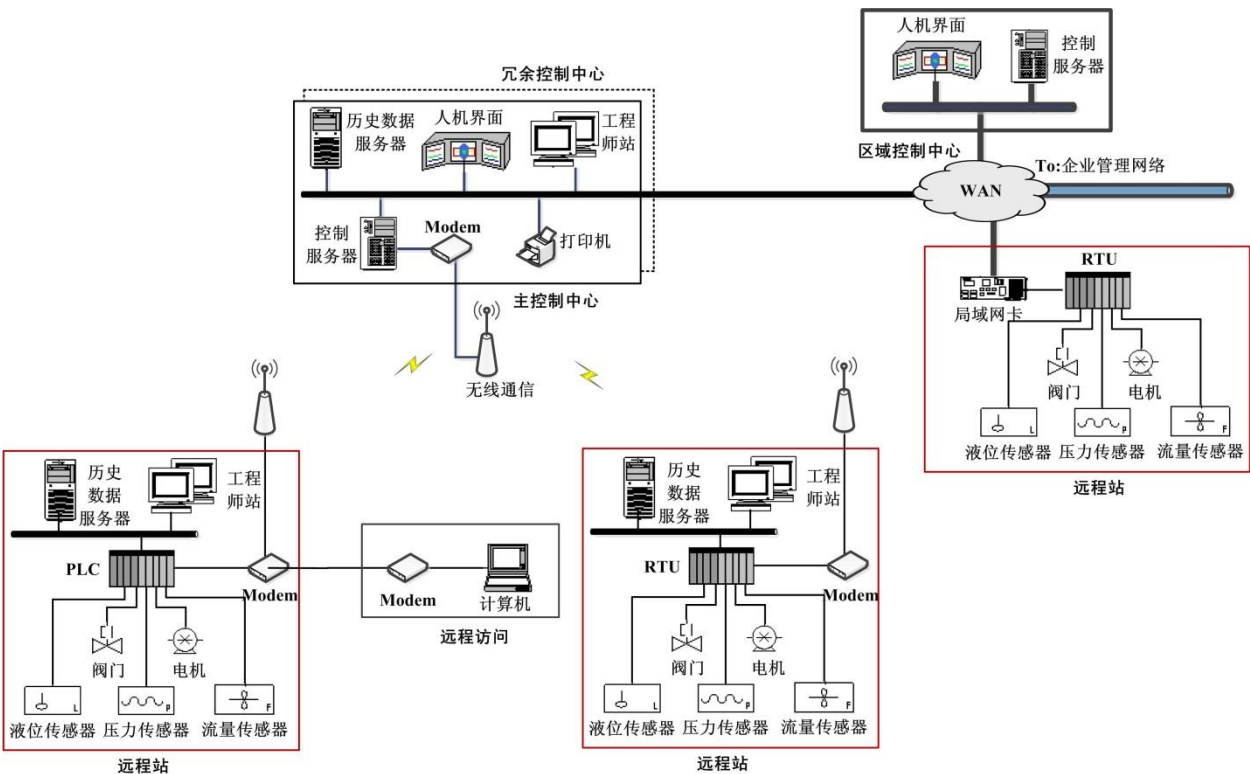 人机界面
控制
服务器
区域控制中心
冗余控制中心
历史数据
服务器
人机界面
工程
师站
控制
服务器
Modem
打印机
主控制中心
WAN
To:企业管理网络
RTU
局域网卡
阀门
电机
L
P
F
液位传感器
压力传感器
流量传感器
远程站
无线通信
历史
数据
服务器
工程
师站
PLC
Modem
阀门
电机
L
P
F
液位传感器
压力传感器
流量传感器
远程站
Modem
计算机
远程访问
历史
数据
服务器
工程
师站
RTU
Modem
阀门
电机
L
P
F
液位传感器
压力传感器
流量传感器
远程站